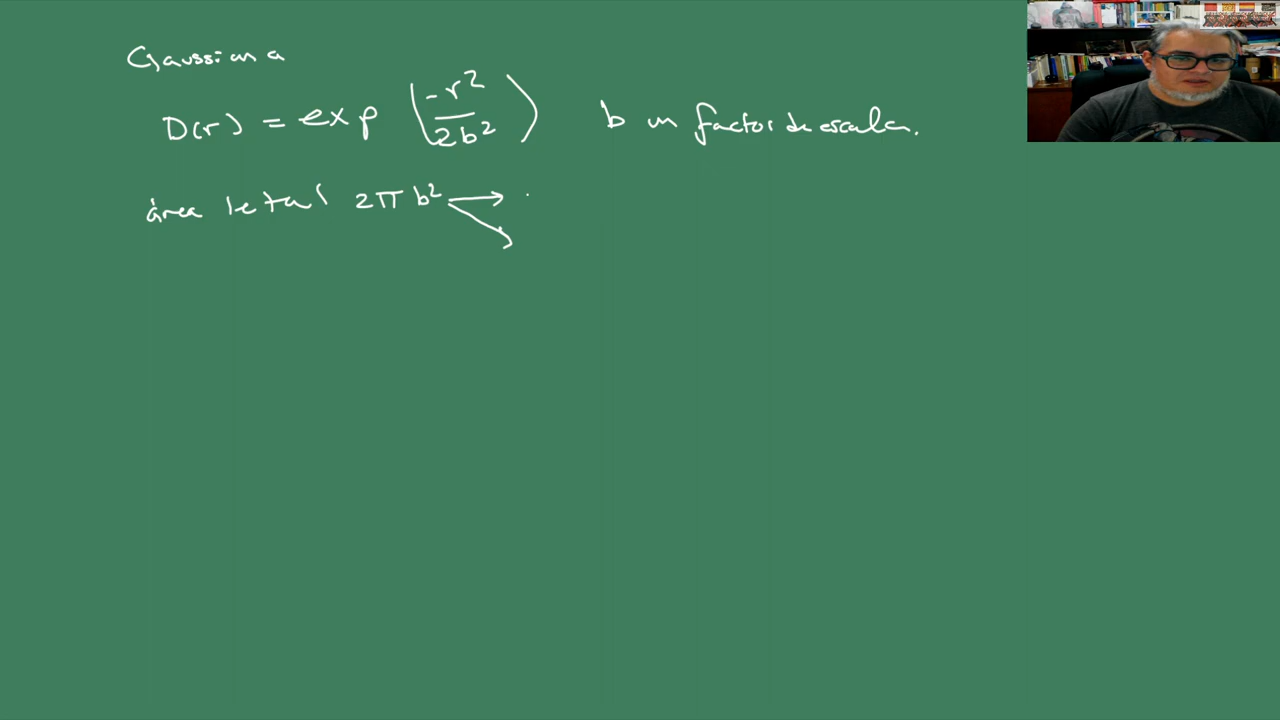 Gaussiana
D(r) = exp (-r²/2b²) b un factor de escala.
área letal 2πb²